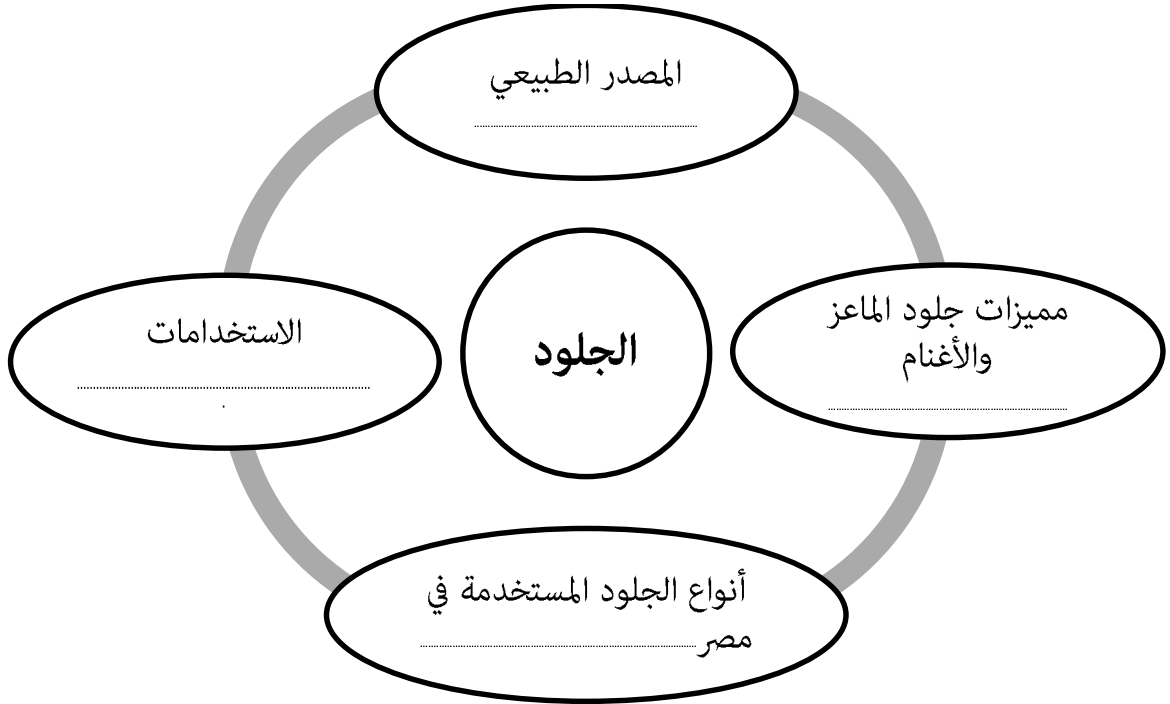 المصدر الطبيعي
مميزات جلود الماعز
والأغنام
الجلود
الاستخدامات
أنواع الجلود المستخدمة في
مصر